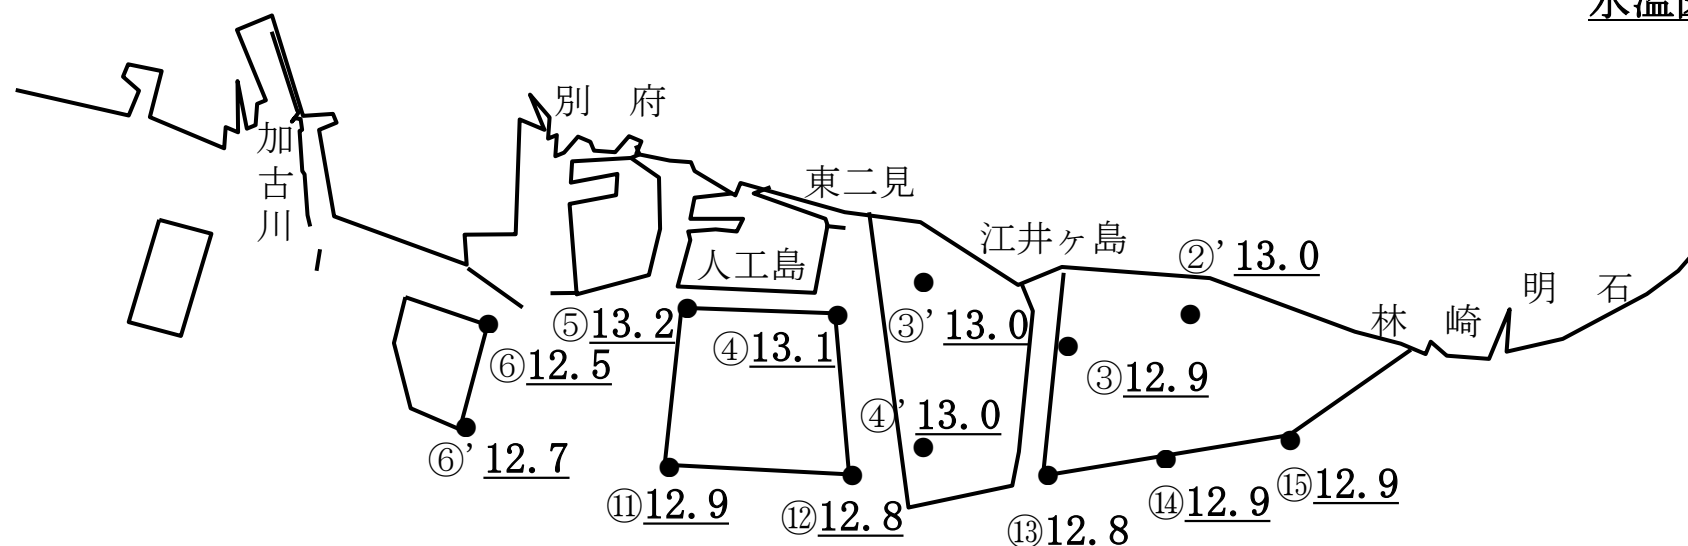 水温
別 府
加古川
東二見
江井ヶ島
②' 13.0
人工島
明 石
林 崎
⑤13.2
③' 13.0
④13.1
⑥12.5
③12.9
④' 13.0
⑥' 12.7
⑪12.9
⑫12.8
⑬12.8
⑭12.9
⑮12.9